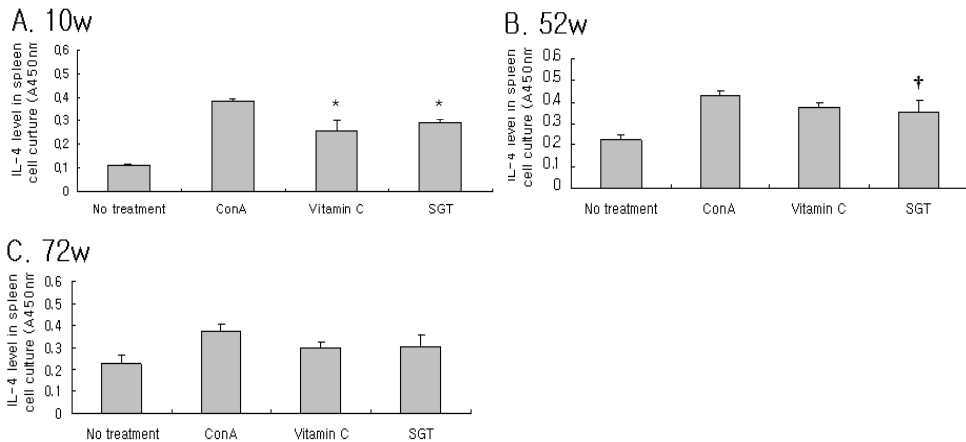 A. 10w
IL-4 level in spleen
cell curture (A450nm
0.6
0.5
0.4
0.3
0.2
0.1
0
*
*
No treatment
ConA
Vitamin C
SGT
B. 52w
IL-4 level in spleen
cell culture (A450nm
0.6
0.5
0.4
0.3
0.2
0.1
0
†
No treatment
ConA
Vitamin C
SGT
C. 72w
IL-4 level in spleen
cell culture (A450nm
0.6
0.5
0.4
0.3
0.2
0.1
0
No treatment
ConA
Vitamin C
SGT